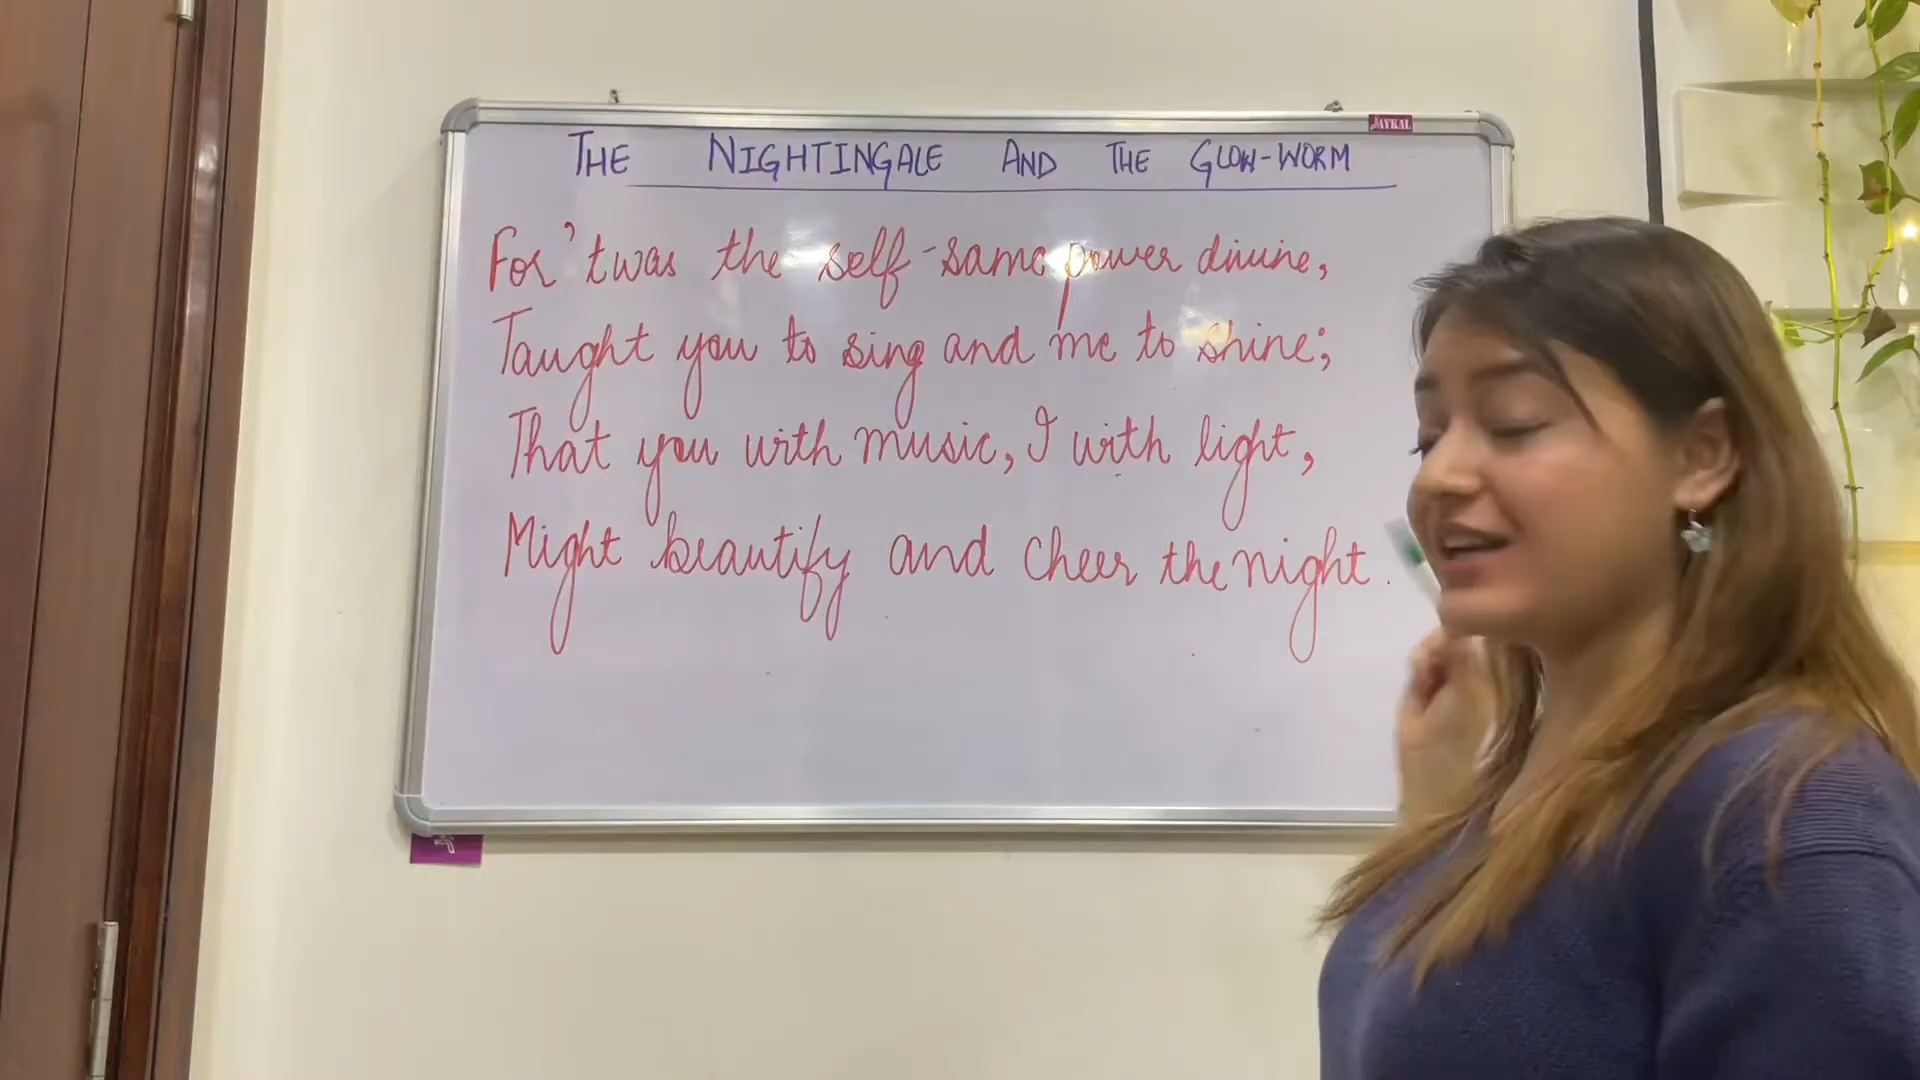 JAYKAL
THE NIGHTINGALE AND THE GLOW-WORM
For 'twas the self-same power divine,
Taught you to sing and me to shine;
That you with music, I with light,
Might beautify and cheer the night.